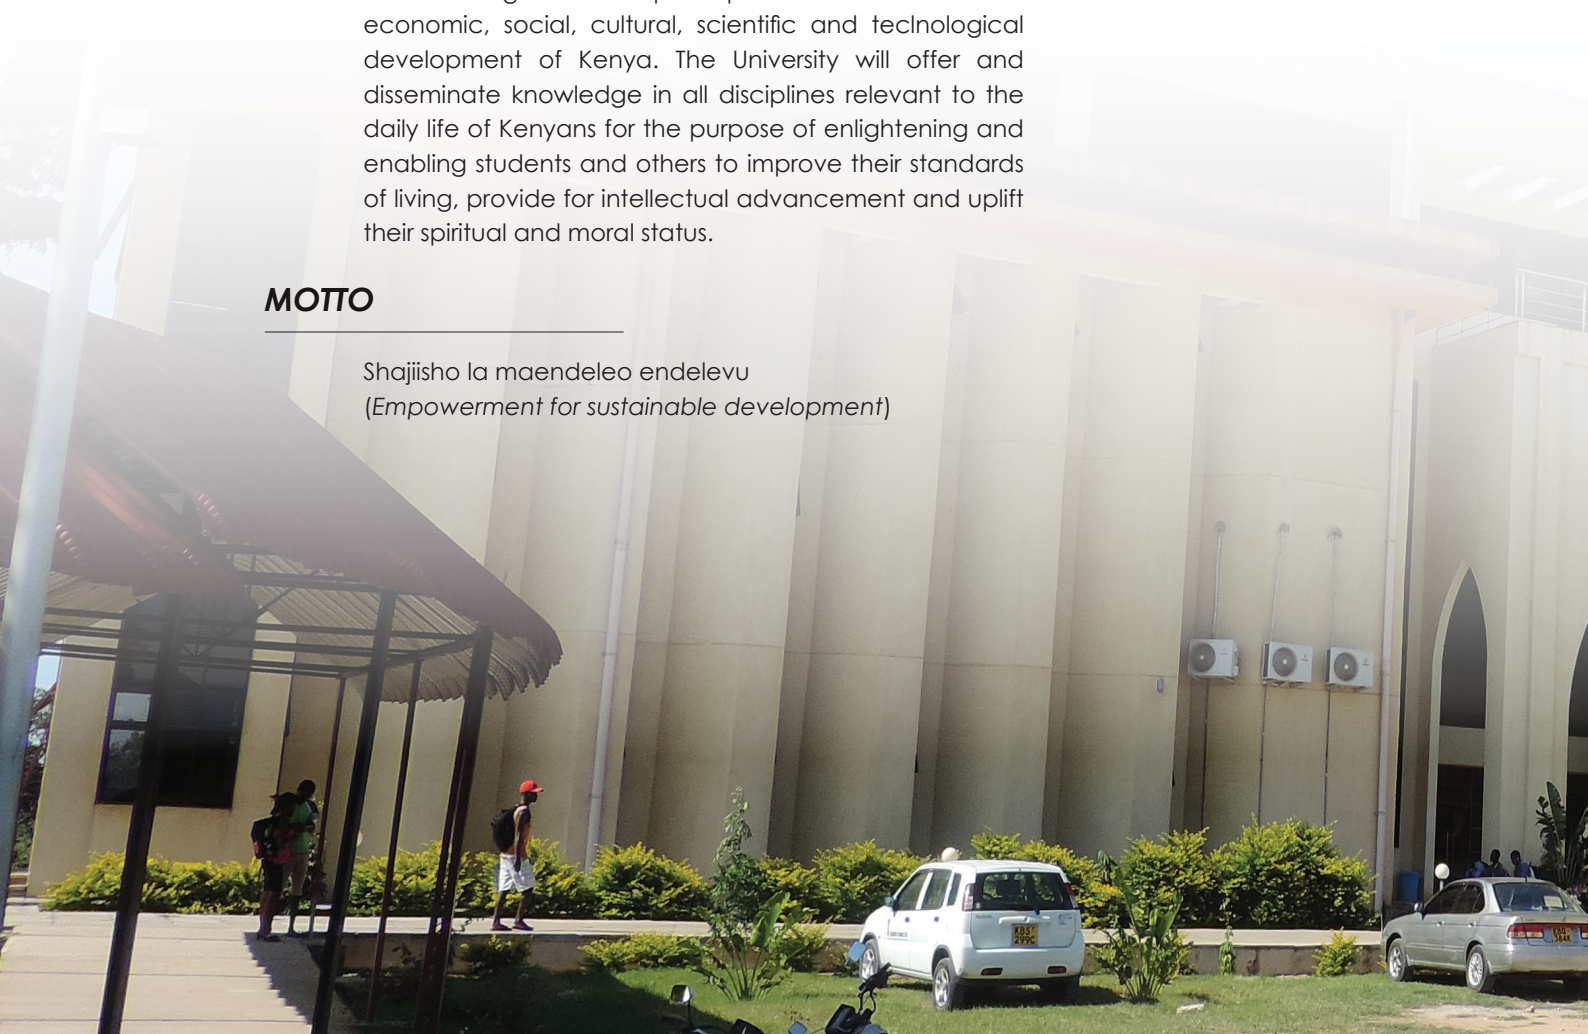 economic, social, cultural, scientific and teclnological
development of Kenya. The University will offer and
disseminate knowledge in all disciplines relevant to the
daily life of Kenyans for the purpose of enlightening and
enabling students and others to improve their standards
of living, provide for intellectual advancement and uplift
their spiritual and moral status.
MOTTO
Shajiisho la maendeleo endelevu
(Empowerment for sustainable development)
KBS
299C